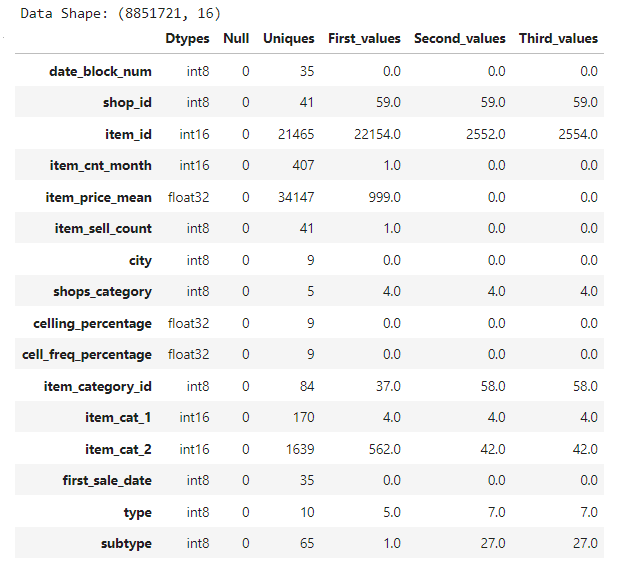 Data Shape: (8851721, 16)
Dtypes Null Uniques First_values Second_values Third_values
date_block_num int8 0 35 0.0 0.0 0.0
shop_id int8 0 41 59.0 59.0 59.0
item_id int16 0 21465 22154.0 2552.0 2554.0
item_cnt_month int16 0 407 1.0 0.0 0.0
item_price_mean float32 0 34147 999.0 0.0 0.0
item_sell_count int8 0 41 1.0 0.0 0.0
city int8 0 9 0.0 0.0 0.0
shops_category int8 0 5 4.0 4.0 4.0
celling_percentage float32 0 9 0.0 0.0 0.0
cell_freq_percentage float32 0 9 0.0 0.0 0.0
item_category_id int8 0 84 37.0 58.0 58.0
item_cat_1 int16 0 170 4.0 4.0 4.0
item_cat_2 int16 0 1639 562.0 42.0 42.0
first_sale_date int8 0 35 0.0 0.0 0.0
type int8 0 10 5.0 7.0 7.0
subtype int8 0 65 1.0 27.0 27.0